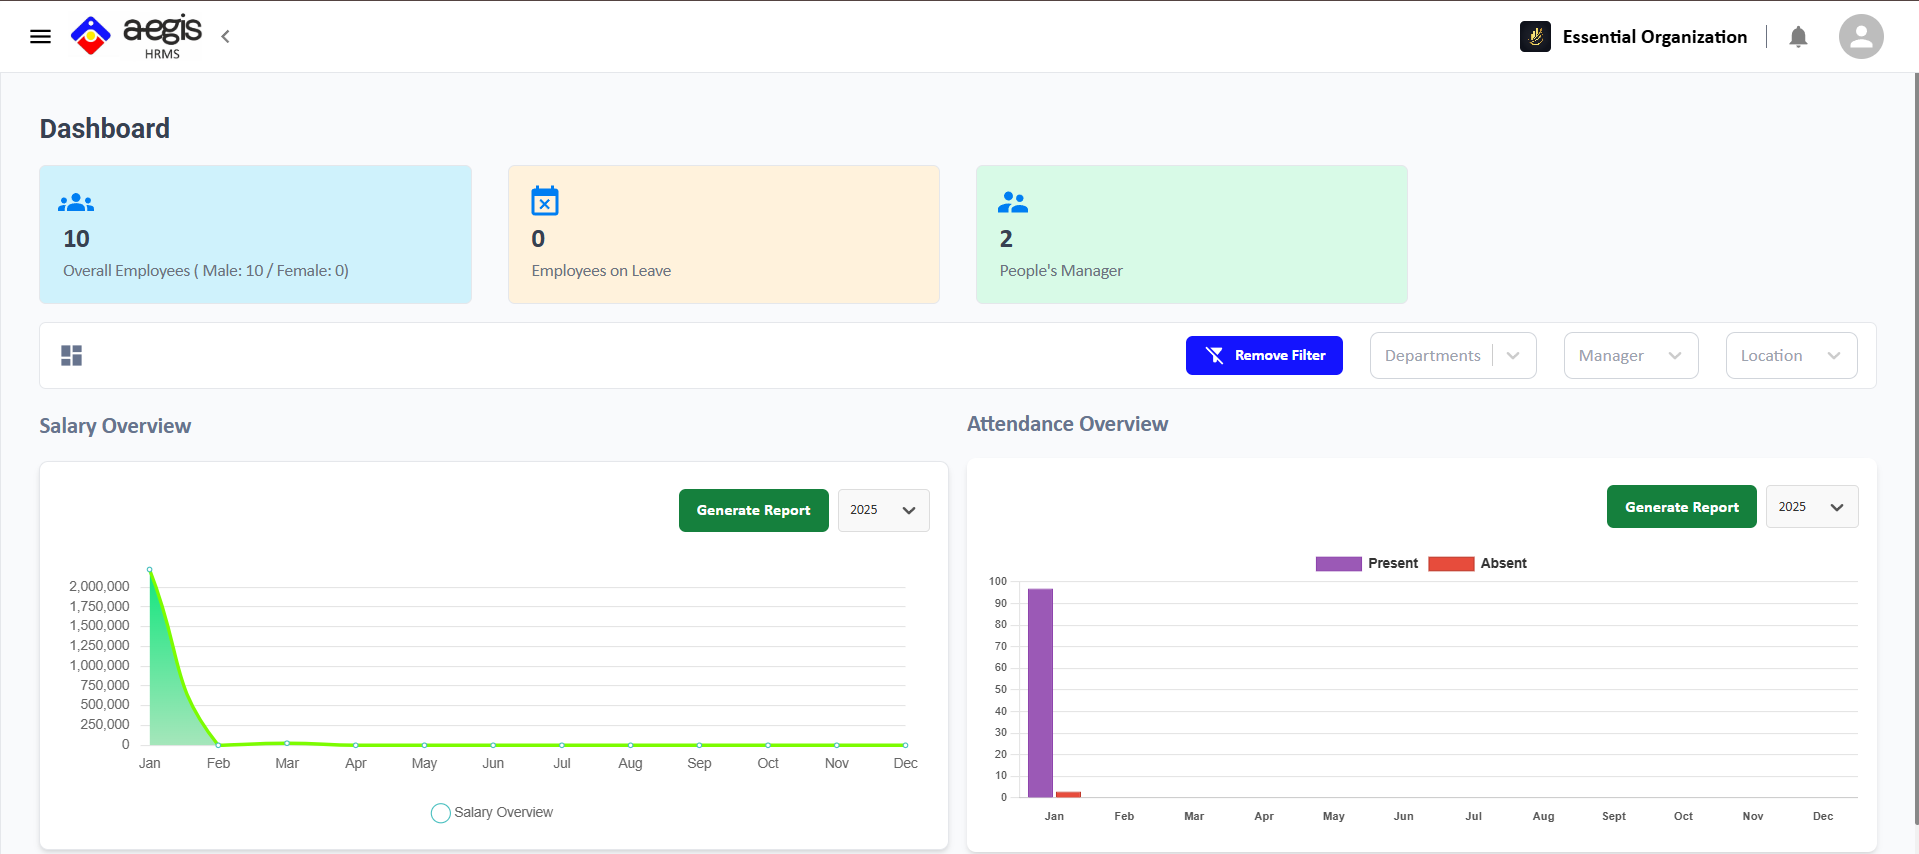 aegis
HRMS
Essential Organization
Dashboard
10
Overall Employees ( Male: 10 / Female: 0)
0
Employees on Leave
2
People's Manager
Remove Filter
Departments
Manager
Location
Salary Overview
Generate Report
2025
2,000,000
1,750,000
1,500,000
1,250,000
1,000,000
750,000
500,000
250,000
0
Jan Feb Mar Apr May Jun Jul Aug Sep Oct Nov Dec
Salary Overview
Attendance Overview
Generate Report
2025
Present Absent
100
90
80
70
60
50
40
30
20
10
0
Jan Feb Mar Apr May Jun Jul Aug Sept Oct Nov Dec